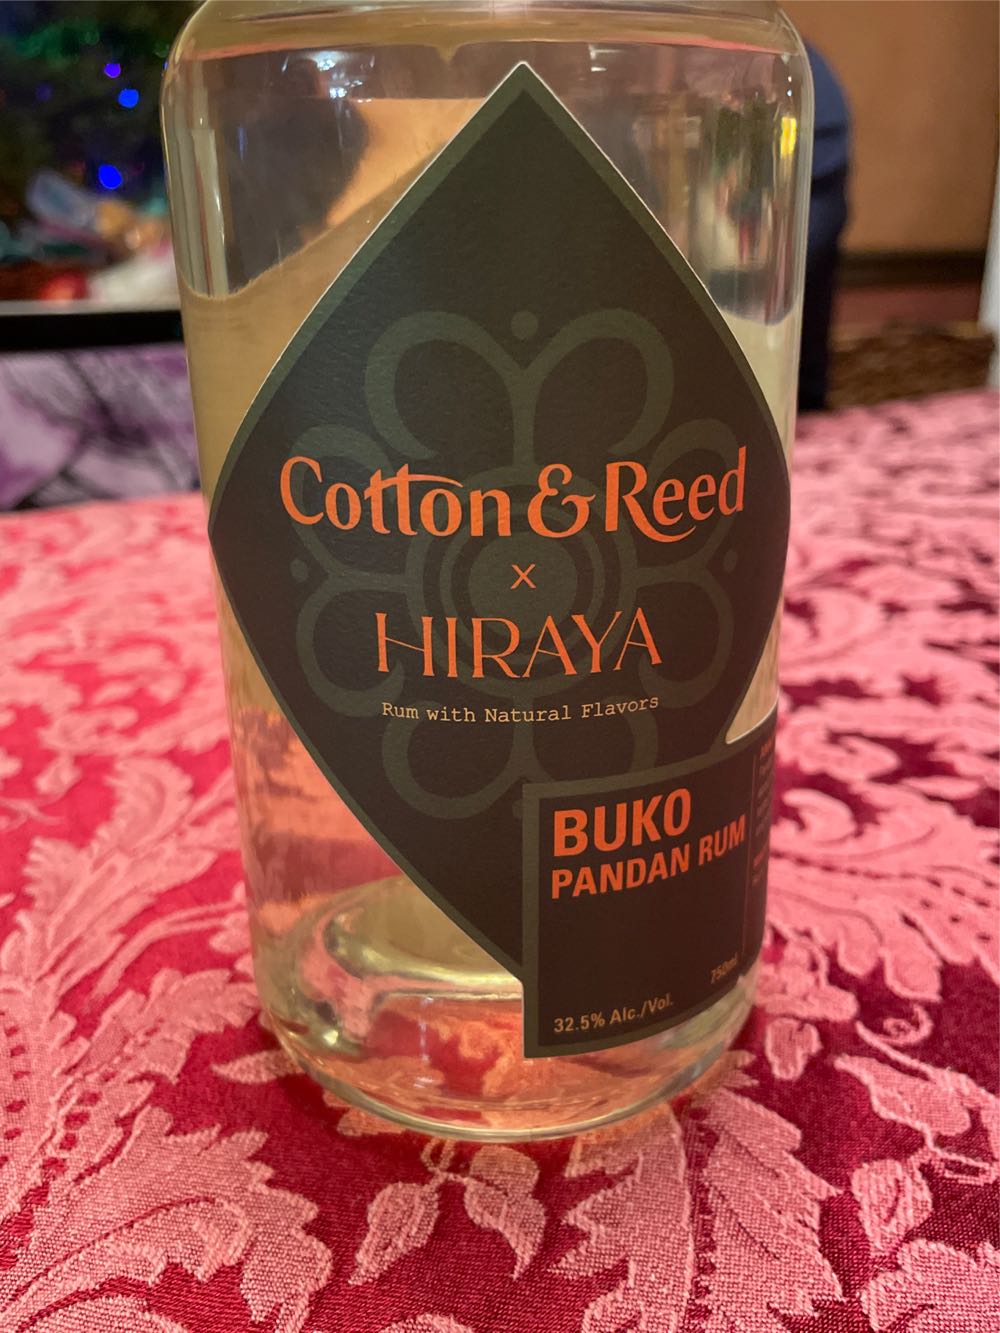 Cotton & Reed
x
HIRAYA
Rum with Natural Flavors
BUKO
PANDAN RUM
750ml
32.5% Alc./Vol.